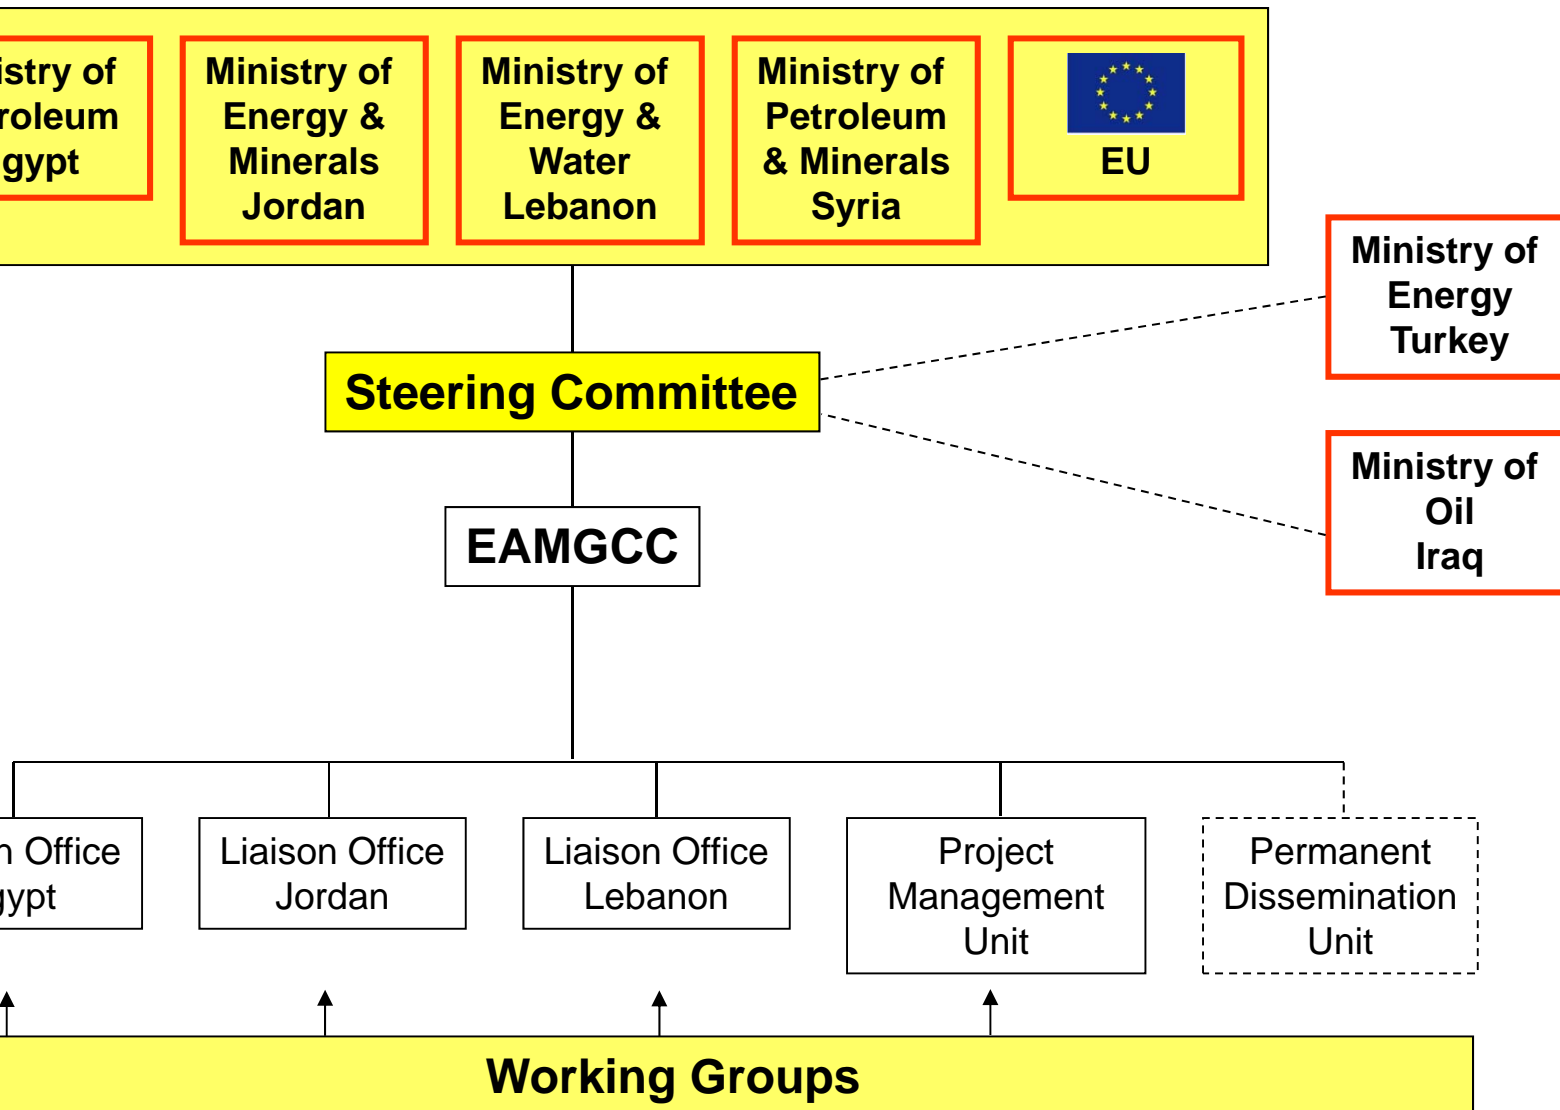 istry of
roleum
gypt
Ministry of
Energy &
Minerals
Jordan
Ministry of
Energy &
Water
Lebanon
Ministry of
Petroleum
& Minerals
Syria
EU
Ministry of
Energy
Turkey
Steering Committee
Ministry of
Oil
Iraq
EAMGCC
n Office
gypt
Liaison Office
Jordan
Liaison Office
Lebanon
Project
Management
Unit
Permanent
Dissemination
Unit
Working Groups